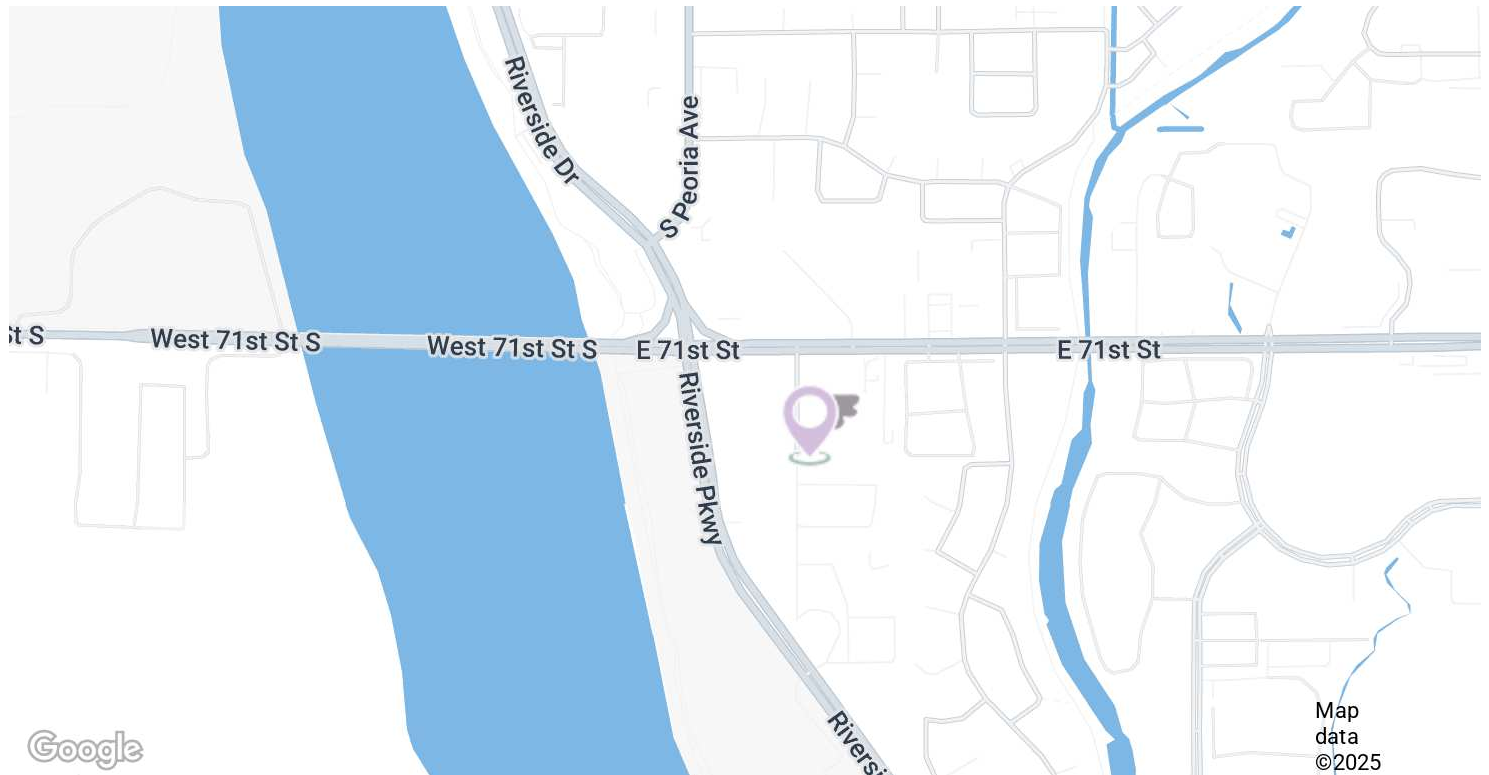 Riverside Dr
S Peoria Ave
St S
West 71st St S
West 71st St S
E 71st St
E 71st St
Riverside Pkwy
Riversi
Google
Map
data
©2025